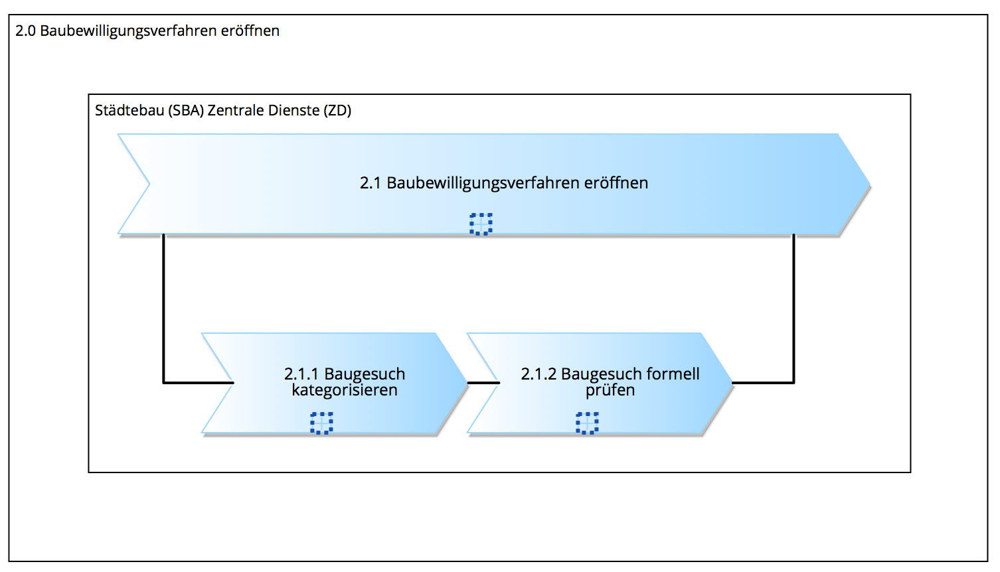 2.0 Baubewilligungsverfahren eröffnen
Städtebau (SBA) Zentrale Dienste (ZD)
2.1 Baubewilligungsverfahren eröffnen
2.1.1 Baugesuch
kategorisieren
2.1.2 Baugesuch formell
prüfen